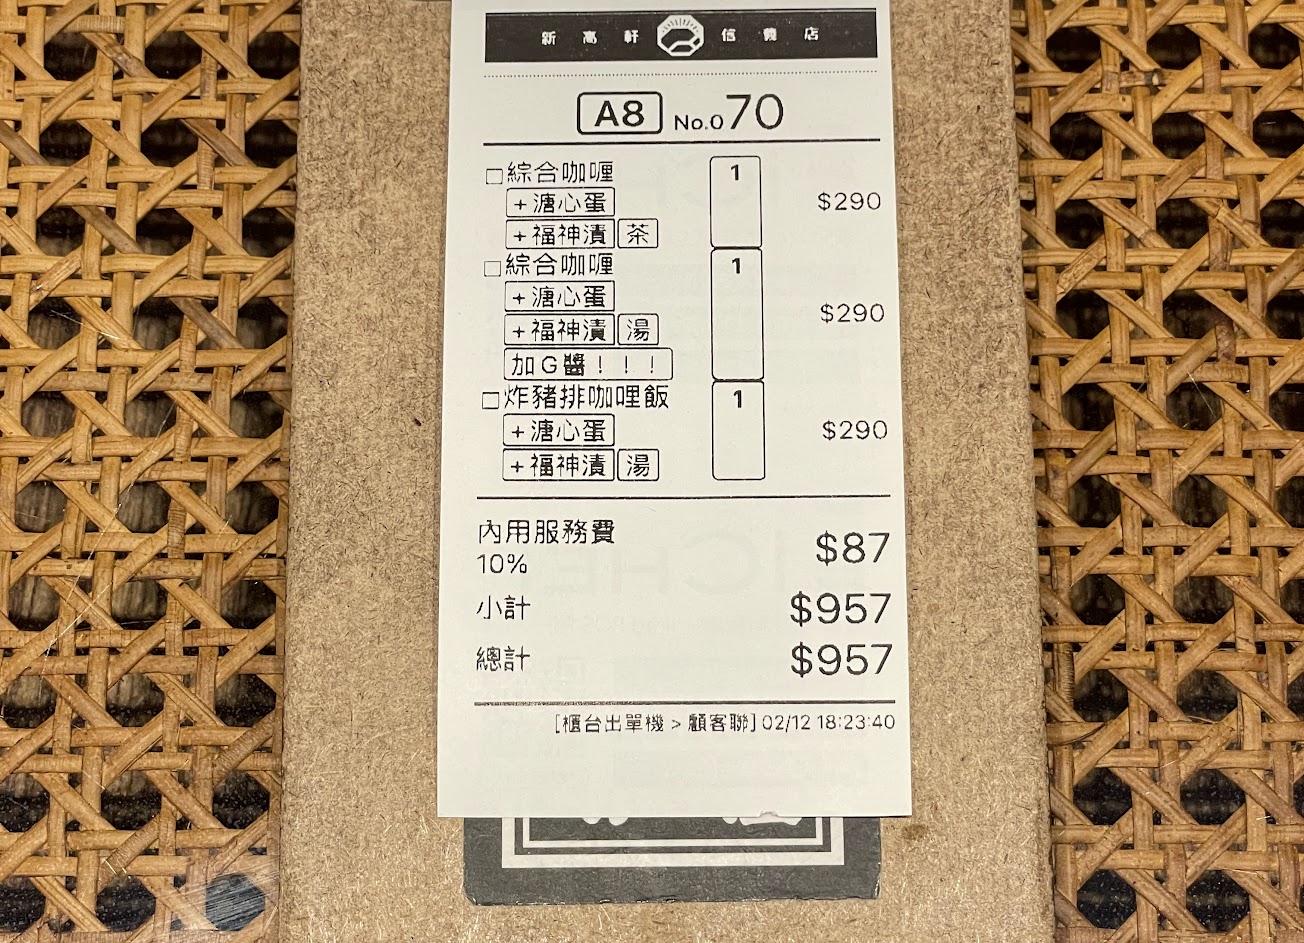 新高軒 信義店
A8 No.070
□綜合咖喱 1 $290
+溏心蛋
+福神漬 茶
□綜合咖喱 1 $290
+溏心蛋
+福神漬 湯
加G醬！！！
□炸豬排咖哩飯 1 $290
+溏心蛋
+福神漬 湯
內用服務費
10% $87
小計 $957
總計 $957
[櫃台出單機 > 顧客聯] 02/12 18:23:40